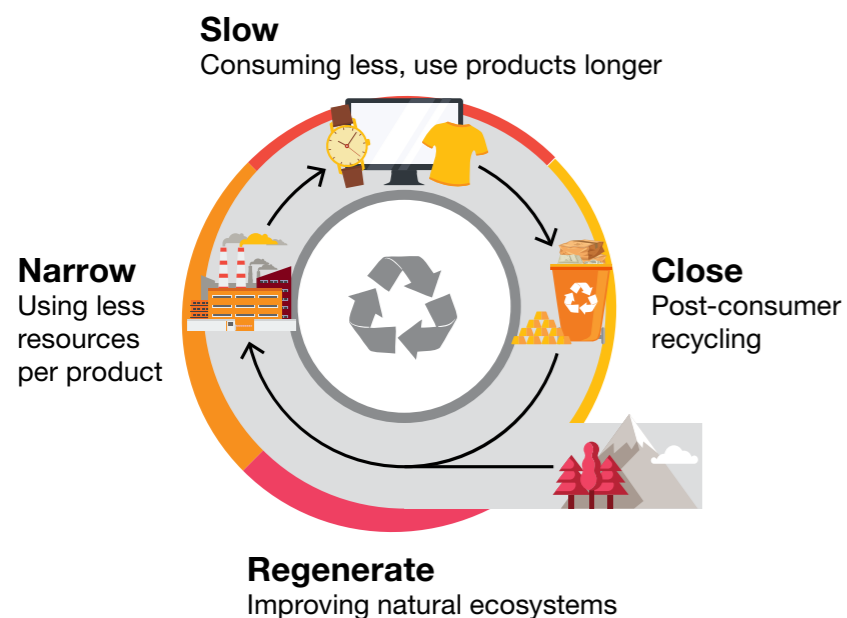 Slow
Consuming less, use products longer
Narrow
Using less
resources
per product
Close
Post-consumer
recycling
Regenerate
Improving natural ecosystems